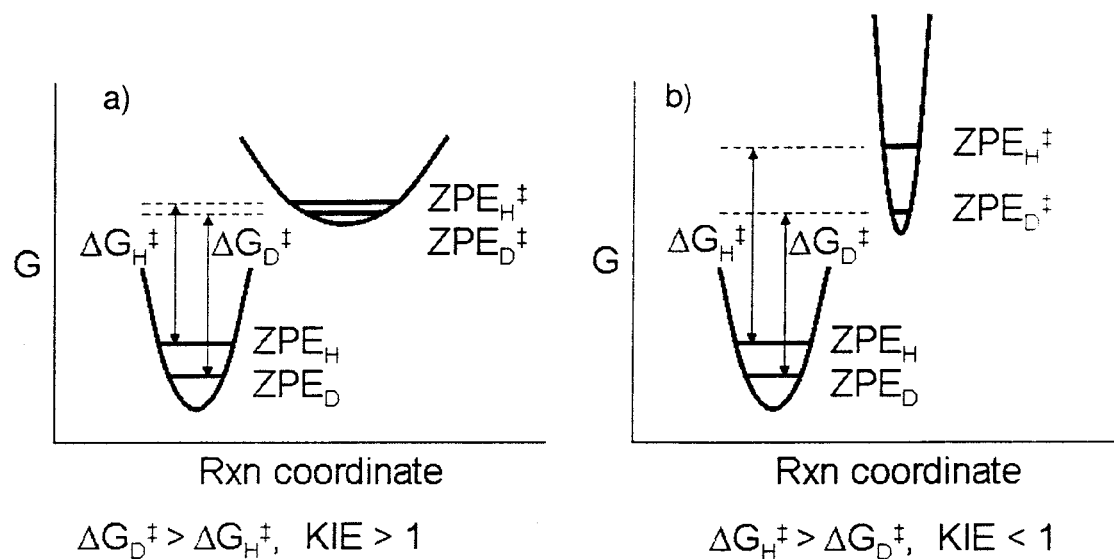 a)
ZPE_H^‡
ZPE_D^‡
ΔG_H^‡
ΔG_D^‡
G
ZPE_H
ZPE_D
Rxn coordinate
ΔG_D^‡ > ΔG_H^‡, KIE > 1
b)
ZPE_H^‡
ZPE_D^‡
ΔG_H^‡
ΔG_D^‡
G
ZPE_H
ZPE_D
Rxn coordinate
ΔG_H^‡ > ΔG_D^‡, KIE < 1